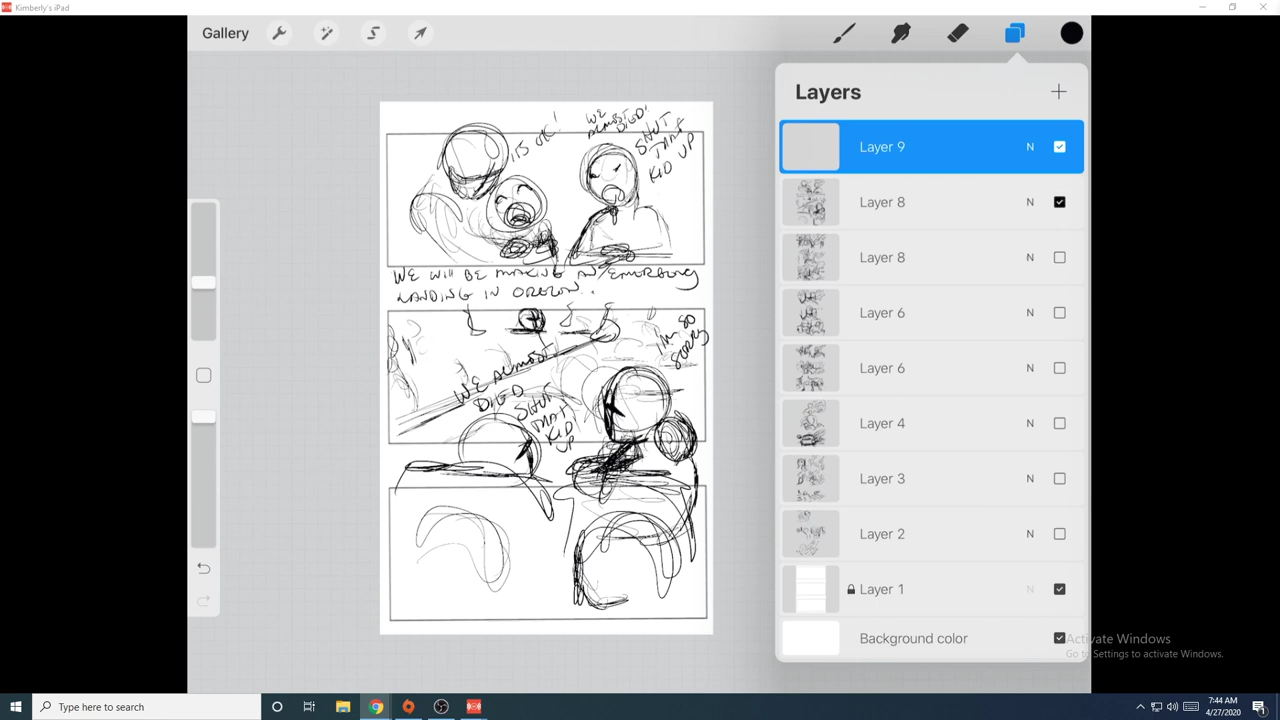 Kimberly's iPad
Gallery
Layers
Layer 9 N
Layer 8 N
Layer 8 N
Layer 6 N
Layer 6 N
Layer 4 N
Layer 3 N
Layer 2 N
Layer 1 N
Background color
IT'S OK!
WE
ALMOST
DIED!
SHUT
THAT
KID UP
WE WILL BE MAKING AN EMERGENCY
LANDING IN OREGON..
I'M SO
SORRY
WE ALMOST
DIED
SHUT
THAT
KID
UP
Activate Windows
Go to Settings to activate Windows.
Type here to search
7:44 AM
4/27/2020
1